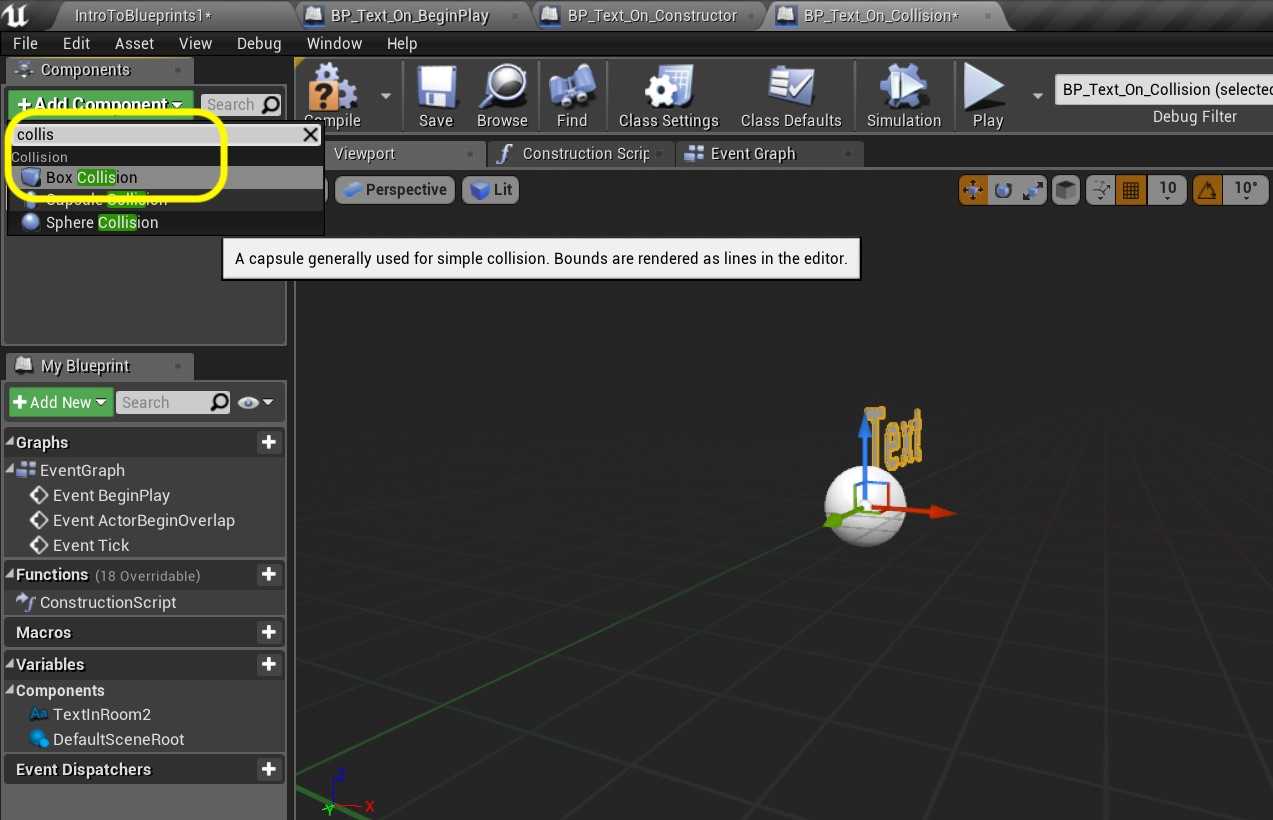 IntroToBlueprints1*
BP_Text_On_BeginPlay
BP_Text_On_Constructor
BP_Text_On_Collision*
File Edit Asset View Debug Window Help
Components
+Add Component
Search
Compile
Save
Browse
Find
Class Settings
Class Defaults
Simulation
Play
BP_Text_On_Collision (selected
Debug Filter
collis
Collision
Box Collision
Capsule Collision
Sphere Collision
Viewport
Construction Scrip
Event Graph
Perspective
Lit
10
10°
A capsule generally used for simple collision. Bounds are rendered as lines in the editor.
Text
My Blueprint
+Add New
Search
Graphs
EventGraph
Event BeginPlay
Event ActorBeginOverlap
Event Tick
Functions (18 Overridable)
ConstructionScript
Macros
Variables
Components
TextInRoom2
DefaultSceneRoot
Event Dispatchers
Z
X
Y